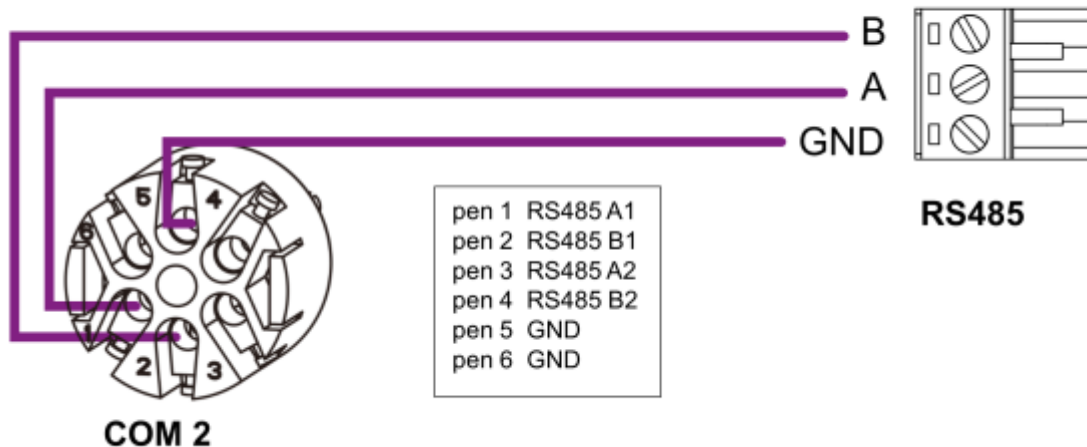 B
A
GND
RS485
5 4
6
1
2 3
pen 1 RS485 A1
pen 2 RS485 B1
pen 3 RS485 A2
pen 4 RS485 B2
pen 5 GND
pen 6 GND
COM 2